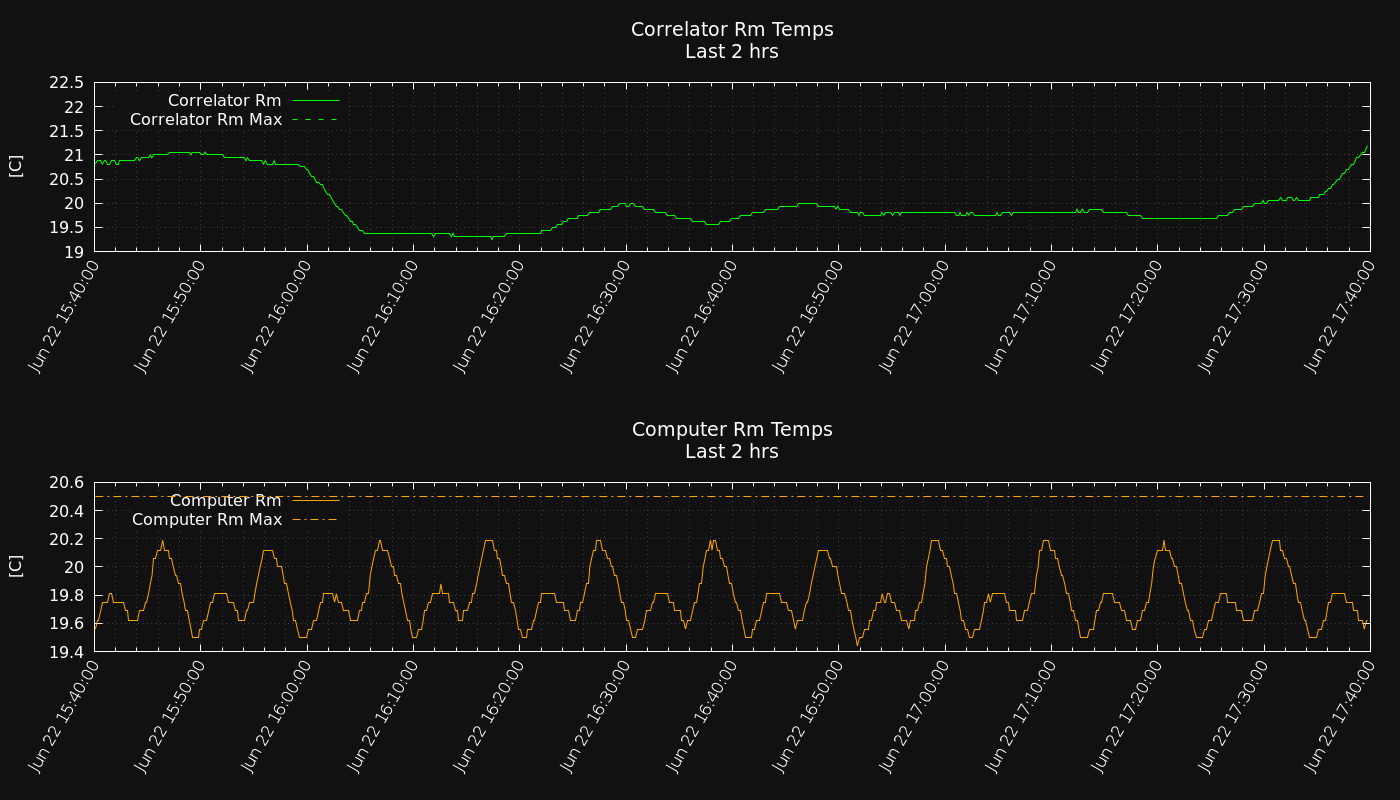 Correlator Rm Temps
Last 2 hrs
22.5
22
21.5
21
20.5
20
19.5
19
[C]
Correlator Rm
Correlator Rm Max
Jun 22 15:40:00
Jun 22 15:50:00
Jun 22 16:00:00
Jun 22 16:10:00
Jun 22 16:20:00
Jun 22 16:30:00
Jun 22 16:40:00
Jun 22 16:50:00
Jun 22 17:00:00
Jun 22 17:10:00
Jun 22 17:20:00
Jun 22 17:30:00
Jun 22 17:40:00
Computer Rm Temps
Last 2 hrs
20.6
20.4
20.2
20
19.8
19.6
19.4
[C]
Computer Rm
Computer Rm Max
Jun 22 15:40:00
Jun 22 15:50:00
Jun 22 16:00:00
Jun 22 16:10:00
Jun 22 16:20:00
Jun 22 16:30:00
Jun 22 16:40:00
Jun 22 16:50:00
Jun 22 17:00:00
Jun 22 17:10:00
Jun 22 17:20:00
Jun 22 17:30:00
Jun 22 17:40:00